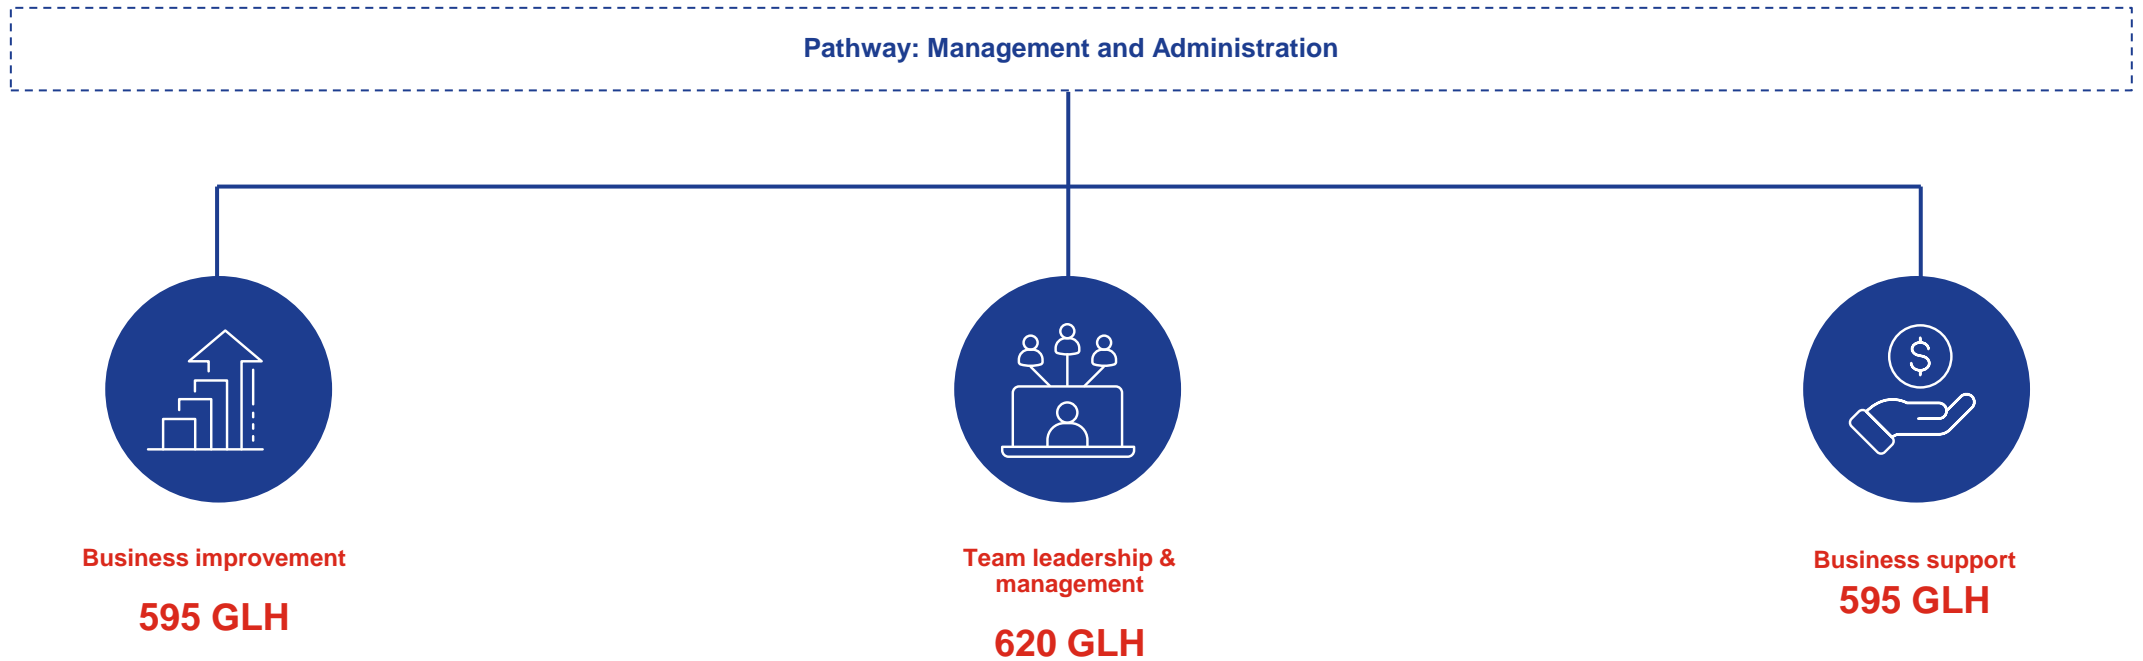 Pathway: Management and Administration
Business improvement
595 GLH
Team leadership &
management
620 GLH
$
Business support
595 GLH